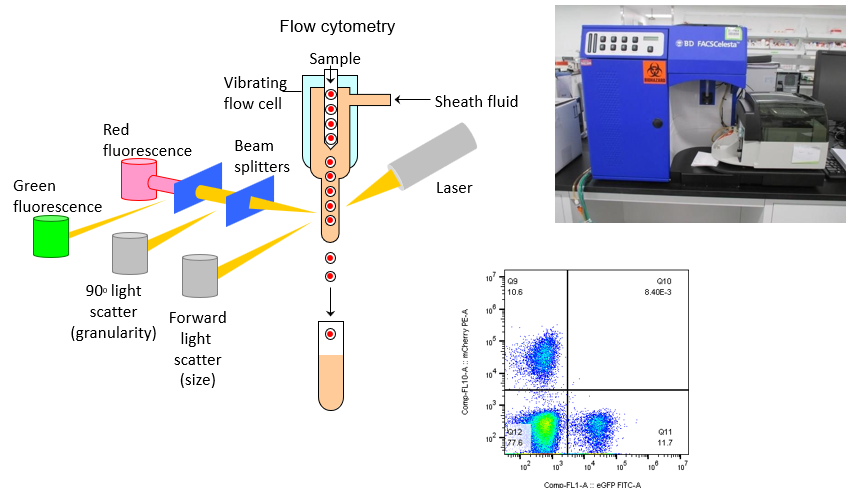 Flow cytometry
Sample
Vibrating
flow cell
Sheath fluid
Red
fluorescence
Beam
splitters
Laser
Green
fluorescence
90o light
scatter
(granularity)
Forward
light
scatter
(size)
BD FACSCelesta™
BIOHAZARD
Comp-FL10-A :: mCherry PE-A
10^7
10^6
10^5
10^4
10^3
10^2
Q9
10.6
Q10
8.40E-3
Q12
77.6
Q11
11.7
10^2 10^3 10^4 10^5 10^6 10^7
Comp-FL1-A :: eGFP FITC-A